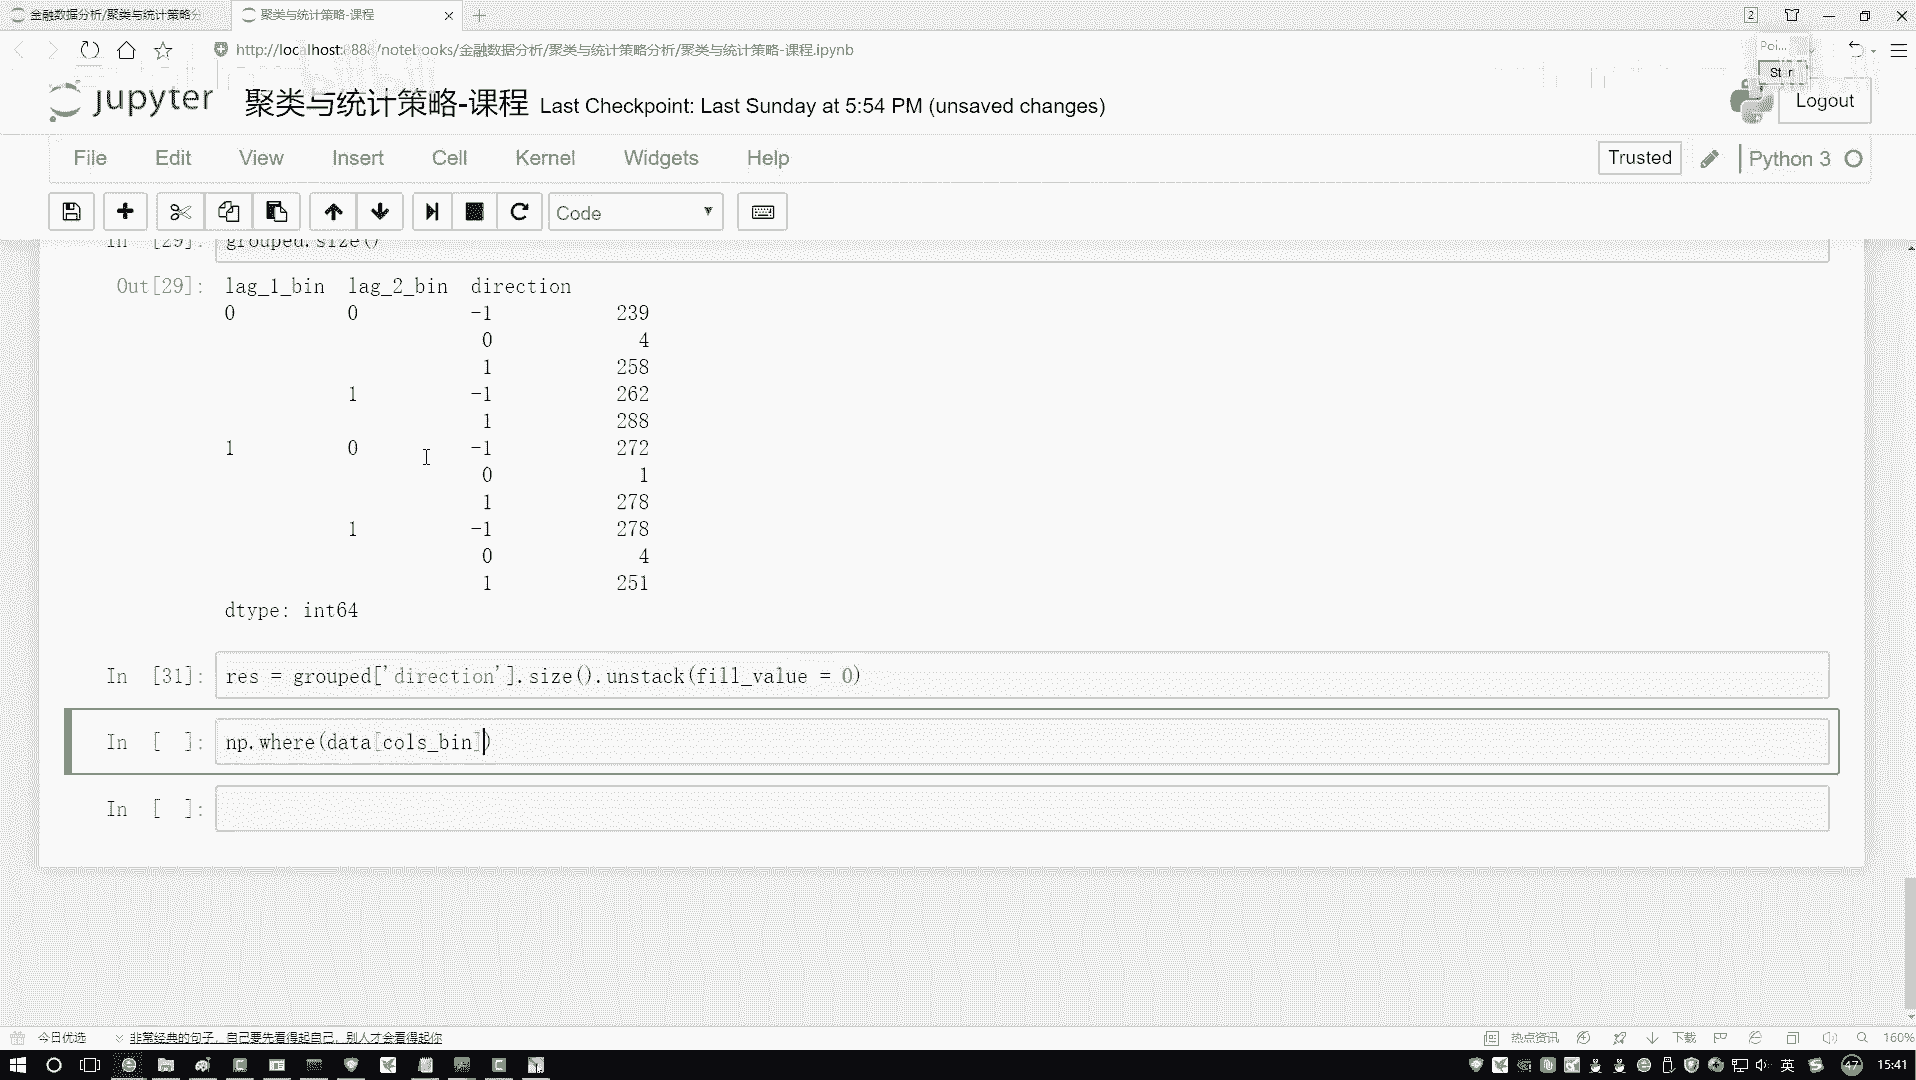 金融数据分析/聚类与统计策略分
聚类与统计策略-课程
2
http://localhost:888/notebooks/金融数据分析/聚类与统计策略分析/聚类与统计策略-课程.ipynb
Poi...
jupyter 聚类与统计策略-课程 Last Checkpoint: Last Sunday at 5:54 PM (unsaved changes)
Logout
File Edit View Insert Cell Kernel Widgets Help
Trusted
Python 3
Code
In [29]: grouped.size()
Out[29]: lag_1_bin lag_2_bin direction
0 0 -1 239
0 4
1 258
1 -1 262
1 288
1 0 -1 272
0 1
1 278
1 -1 278
0 4
1 251
dtype: int64
In [31]: res = grouped['direction'].size().unstack(fill_value = 0)
In [ ]: np.where(data[cols_bin])
In [ ]:
今日优选
非常经典的句子，自己要先看得起自己，别人才会看得起你
热点资讯
下载
160%
英
47
15:41